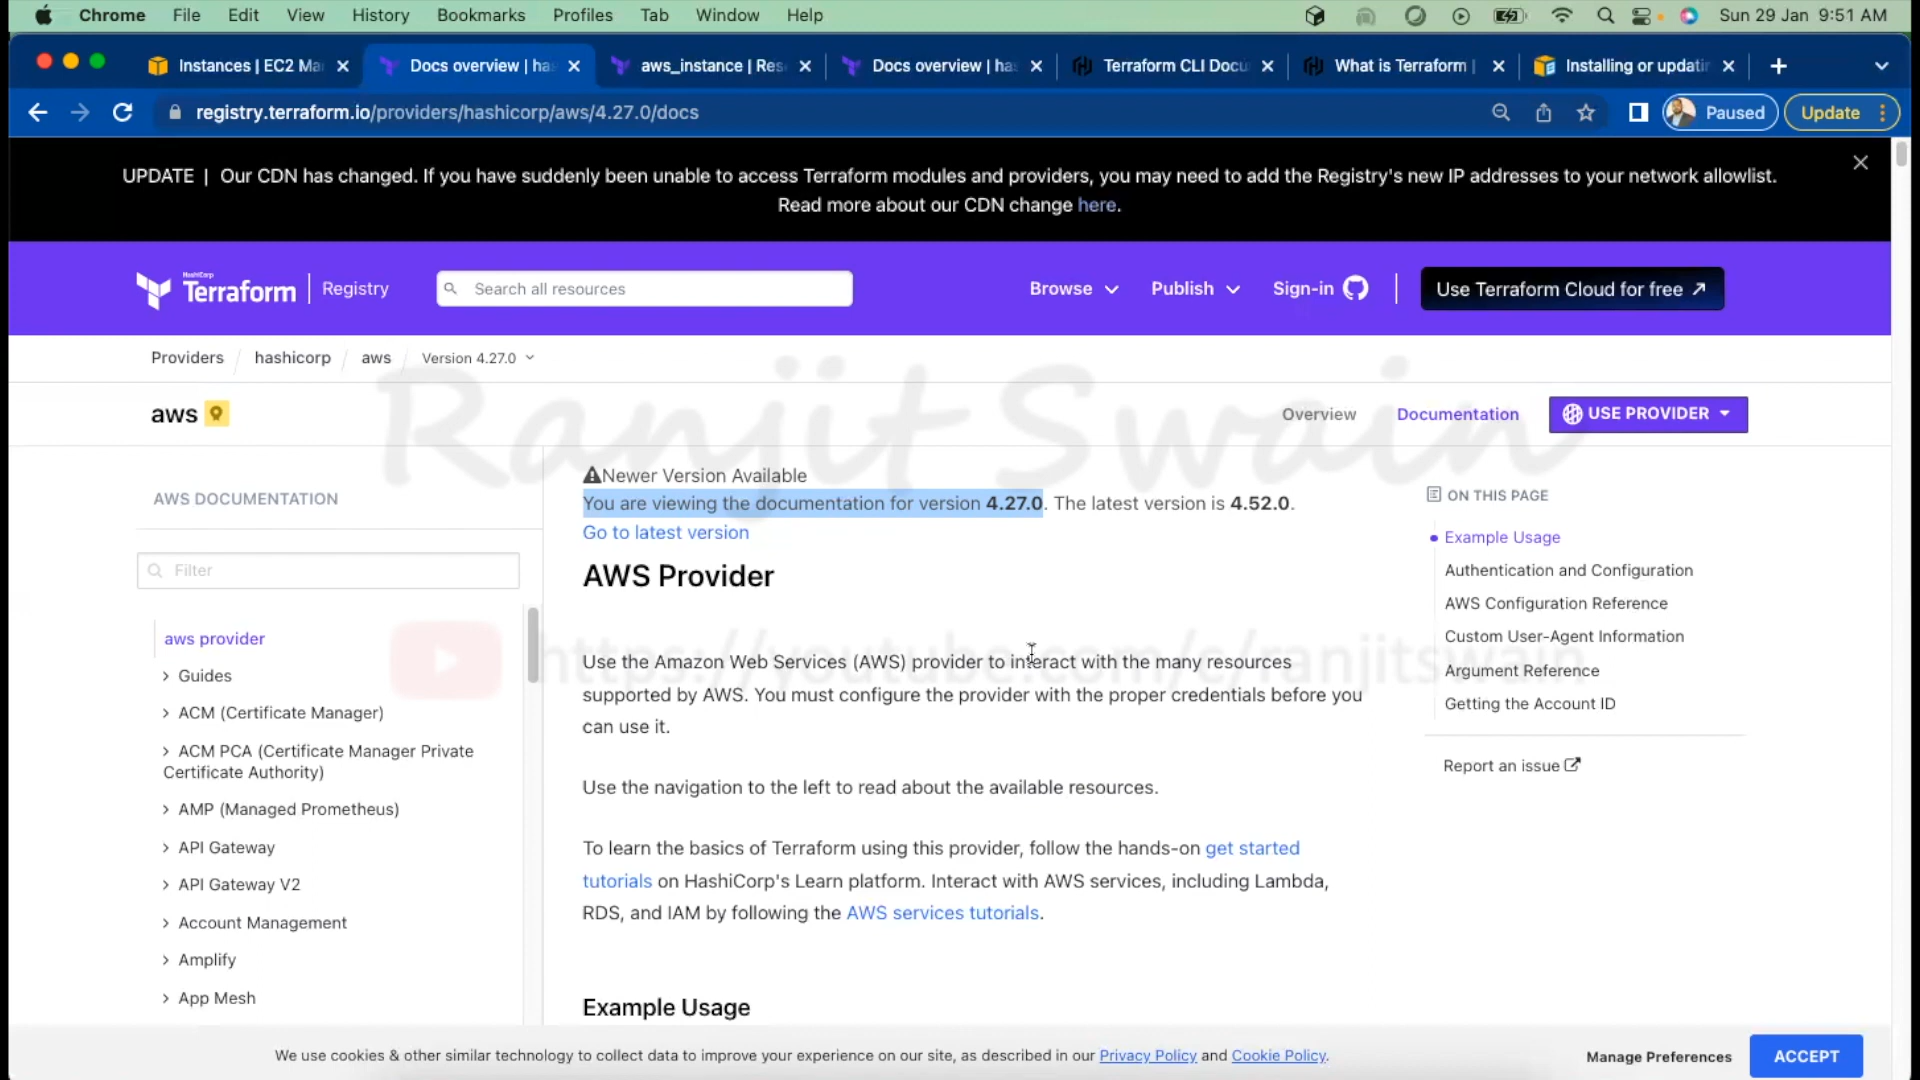 Chrome File Edit View History Bookmarks Profiles Tab Window Help Sun 29 Jan 9:51 AM
Instances | EC2 Ma Docs overview | has aws_instance | Res Docs overview | ha Terraform CLI Docu What is Terraform | Installing or updatin
registry.terraform.io/providers/hashicorp/aws/4.27.0/docs Paused Update
UPDATE | Our CDN has changed. If you have suddenly been unable to access Terraform modules and providers, you may need to add the Registry's new IP addresses to your network allowlist.
Read more about our CDN change here.
HashiCorp
Terraform Registry Search all resources Browse Publish Sign-in Use Terraform Cloud for free
Providers hashicorp aws Version 4.27.0
Ranjit Swain
aws Overview Documentation USE PROVIDER
AWS DOCUMENTATION
Filter
aws provider
Guides
ACM (Certificate Manager)
ACM PCA (Certificate Manager Private
Certificate Authority)
AMP (Managed Prometheus)
API Gateway
API Gateway V2
Account Management
Amplify
App Mesh
Newer Version Available
You are viewing the documentation for version 4.27.0. The latest version is 4.52.0.
Go to latest version
AWS Provider
https://youtube.com/c/ranjitswain
Use the Amazon Web Services (AWS) provider to interact with the many resources
supported by AWS. You must configure the provider with the proper credentials before you
can use it.
Use the navigation to the left to read about the available resources.
To learn the basics of Terraform using this provider, follow the hands-on get started
tutorials on HashiCorp's Learn platform. Interact with AWS services, including Lambda,
RDS, and IAM by following the AWS services tutorials.
Example Usage
ON THIS PAGE
Example Usage
Authentication and Configuration
AWS Configuration Reference
Custom User-Agent Information
Argument Reference
Getting the Account ID
Report an issue
We use cookies & other similar technology to collect data to improve your experience on our site, as described in our Privacy Policy and Cookie Policy.
Manage Preferences ACCEPT